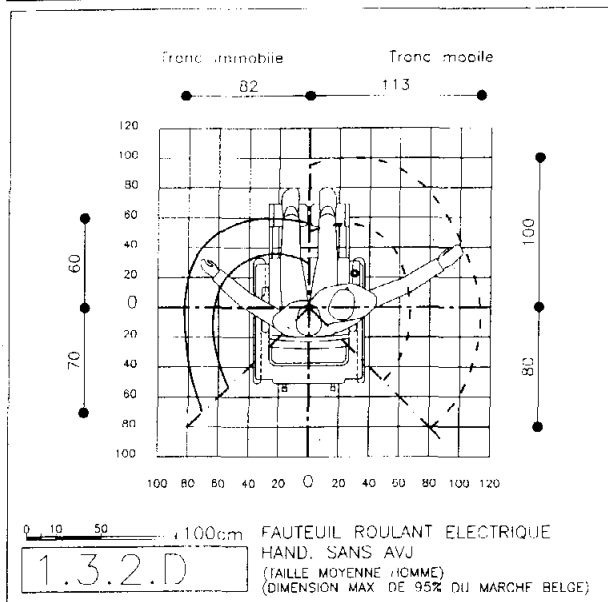 Tronc immobile Tronc mobile
82 113
120
100
80
60
40
20
0
20
40
60
80
100
60
70
100
80
100 80 60 40 20 0 20 40 60 80 100 120
0 10 50 100cm
FAUTEUIL ROULANT ELECTRIQUE
HAND. SANS AVJ
(TAILLE MOYENNE HOMME)
(DIMENSION MAX DE 95% DU MARCHE BELGE)
1.3.2.D